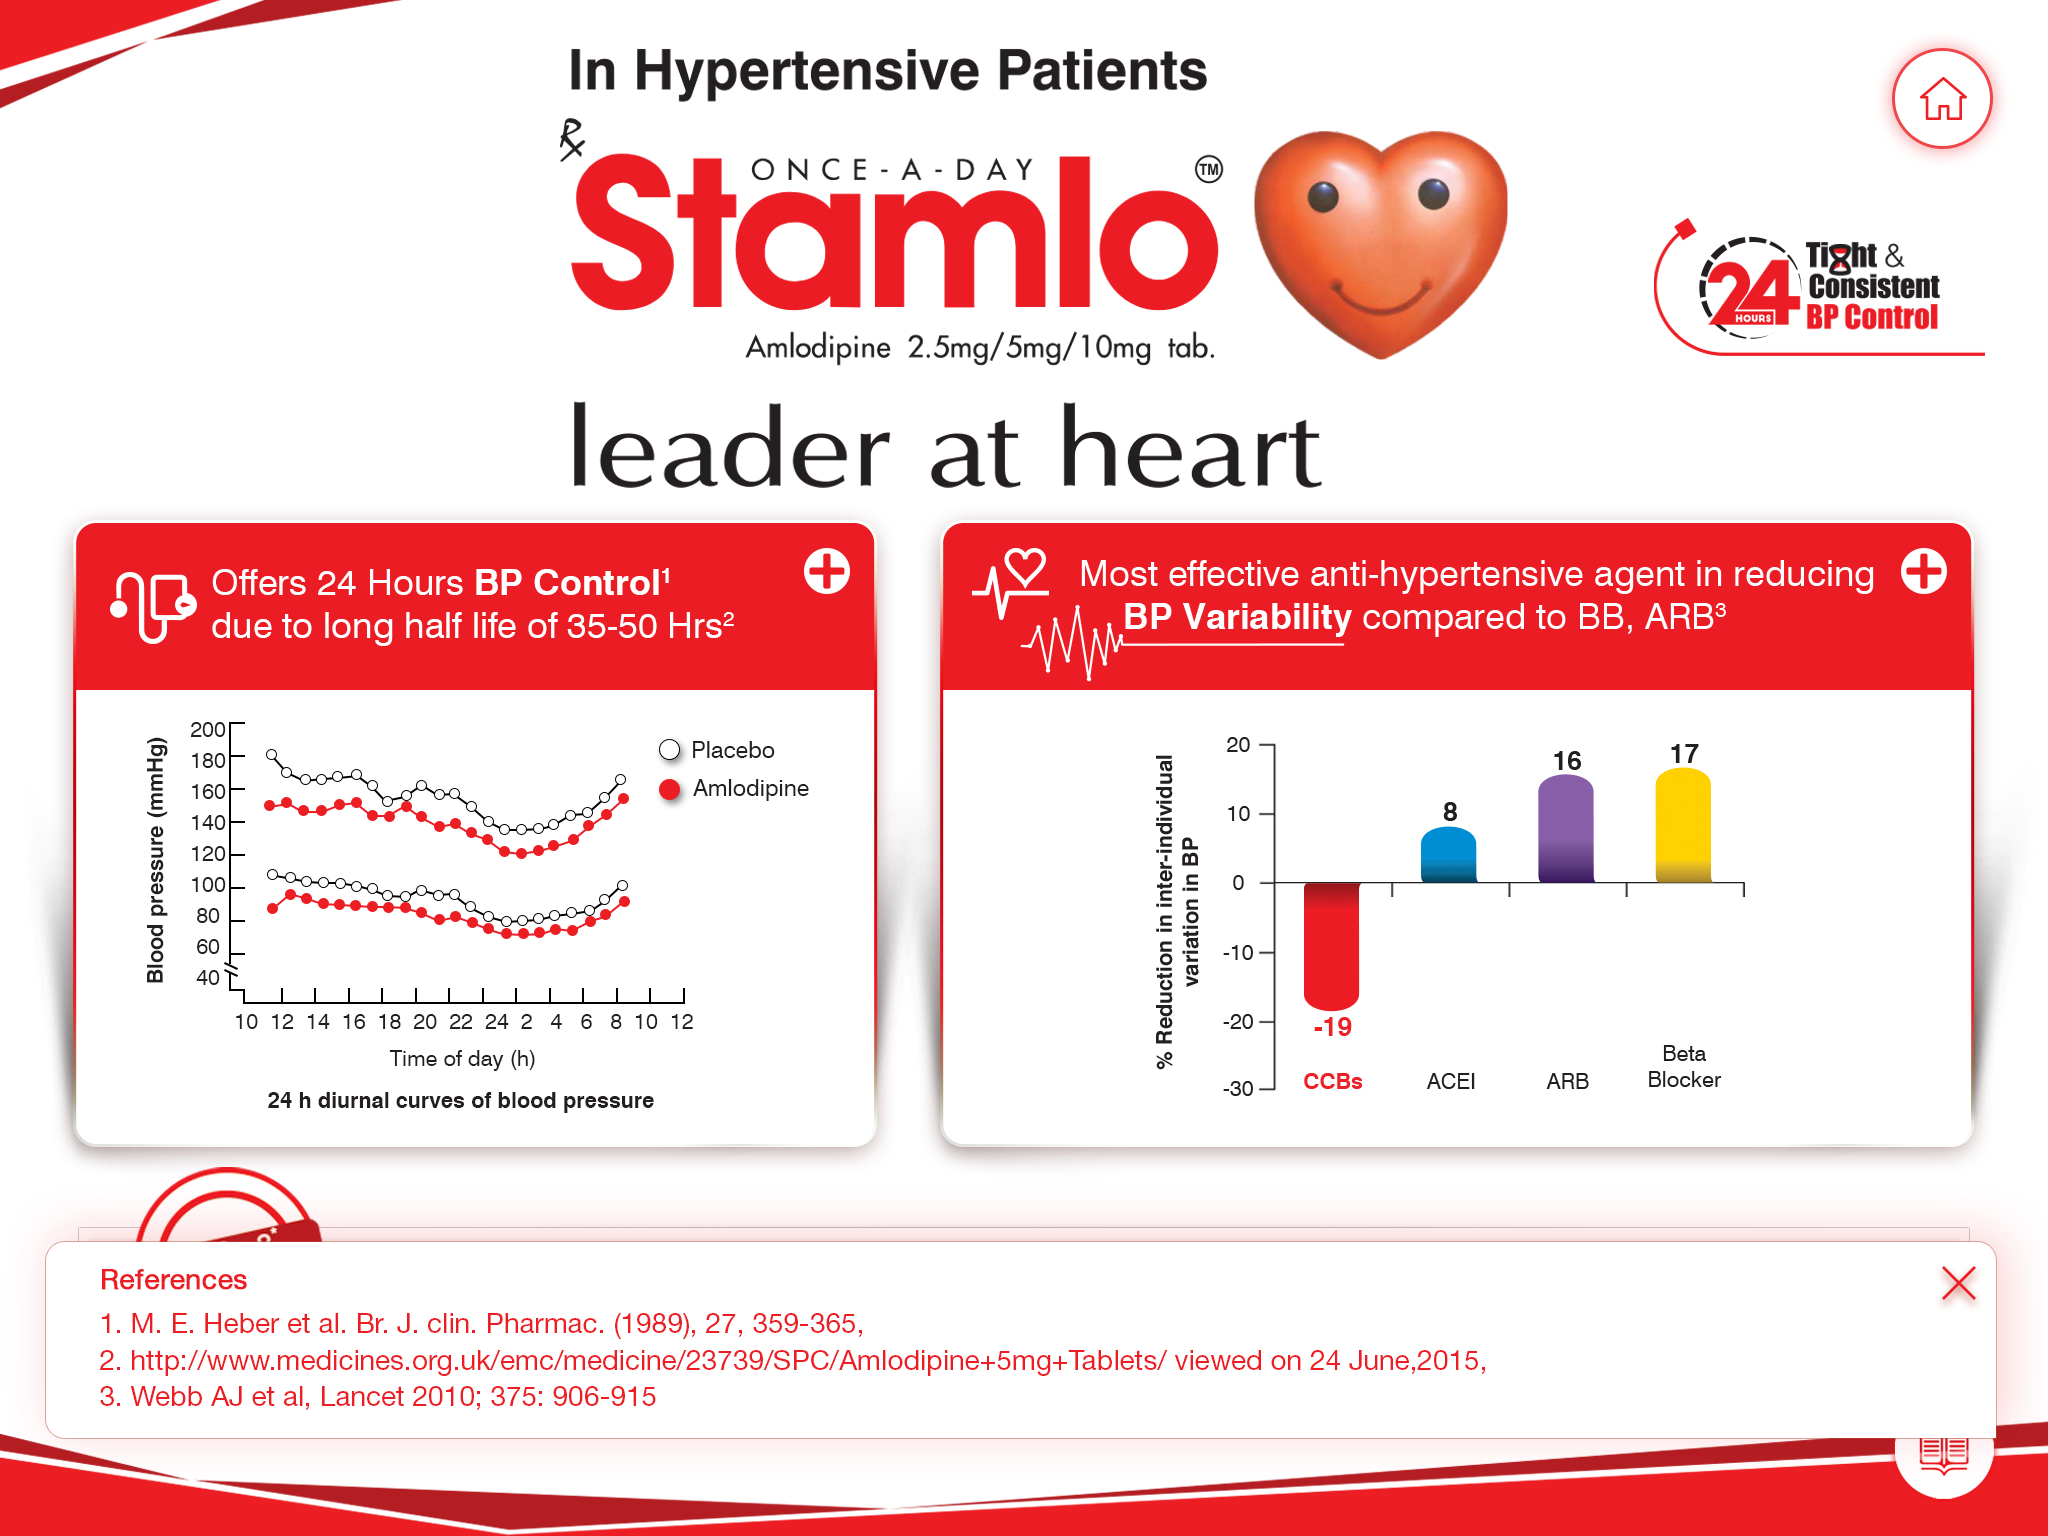 In Hypertensive Patients
Rx
ONCE-A-DAY
Stamlo TM
Amlodipine 2.5mg/5mg/10mg tab.
leader at heart
24 HOURS
Tight &
Consistent
BP Control
Offers 24 Hours BP Control¹
due to long half life of 35-50 Hrs²
Blood pressure (mmHg)
200
180
160
140
120
100
80
60
40
Placebo
Amlodipine
10 12 14 16 18 20 22 24 2 4 6 8 10 12
Time of day (h)
24 h diurnal curves of blood pressure
Most effective anti-hypertensive agent in reducing
BP Variability compared to BB, ARB³
% Reduction in inter-individual
variation in BP
20
10
0
-10
-20
-30
-19
8
16
17
CCBs
ACEI
ARB
Beta
Blocker
References
1. M. E. Heber et al. Br. J. clin. Pharmac. (1989), 27, 359-365,
2. http://www.medicines.org.uk/emc/medicine/23739/SPC/Amlodipine+5mg+Tablets/ viewed on 24 June,2015,
3. Webb AJ et al, Lancet 2010; 375: 906-915